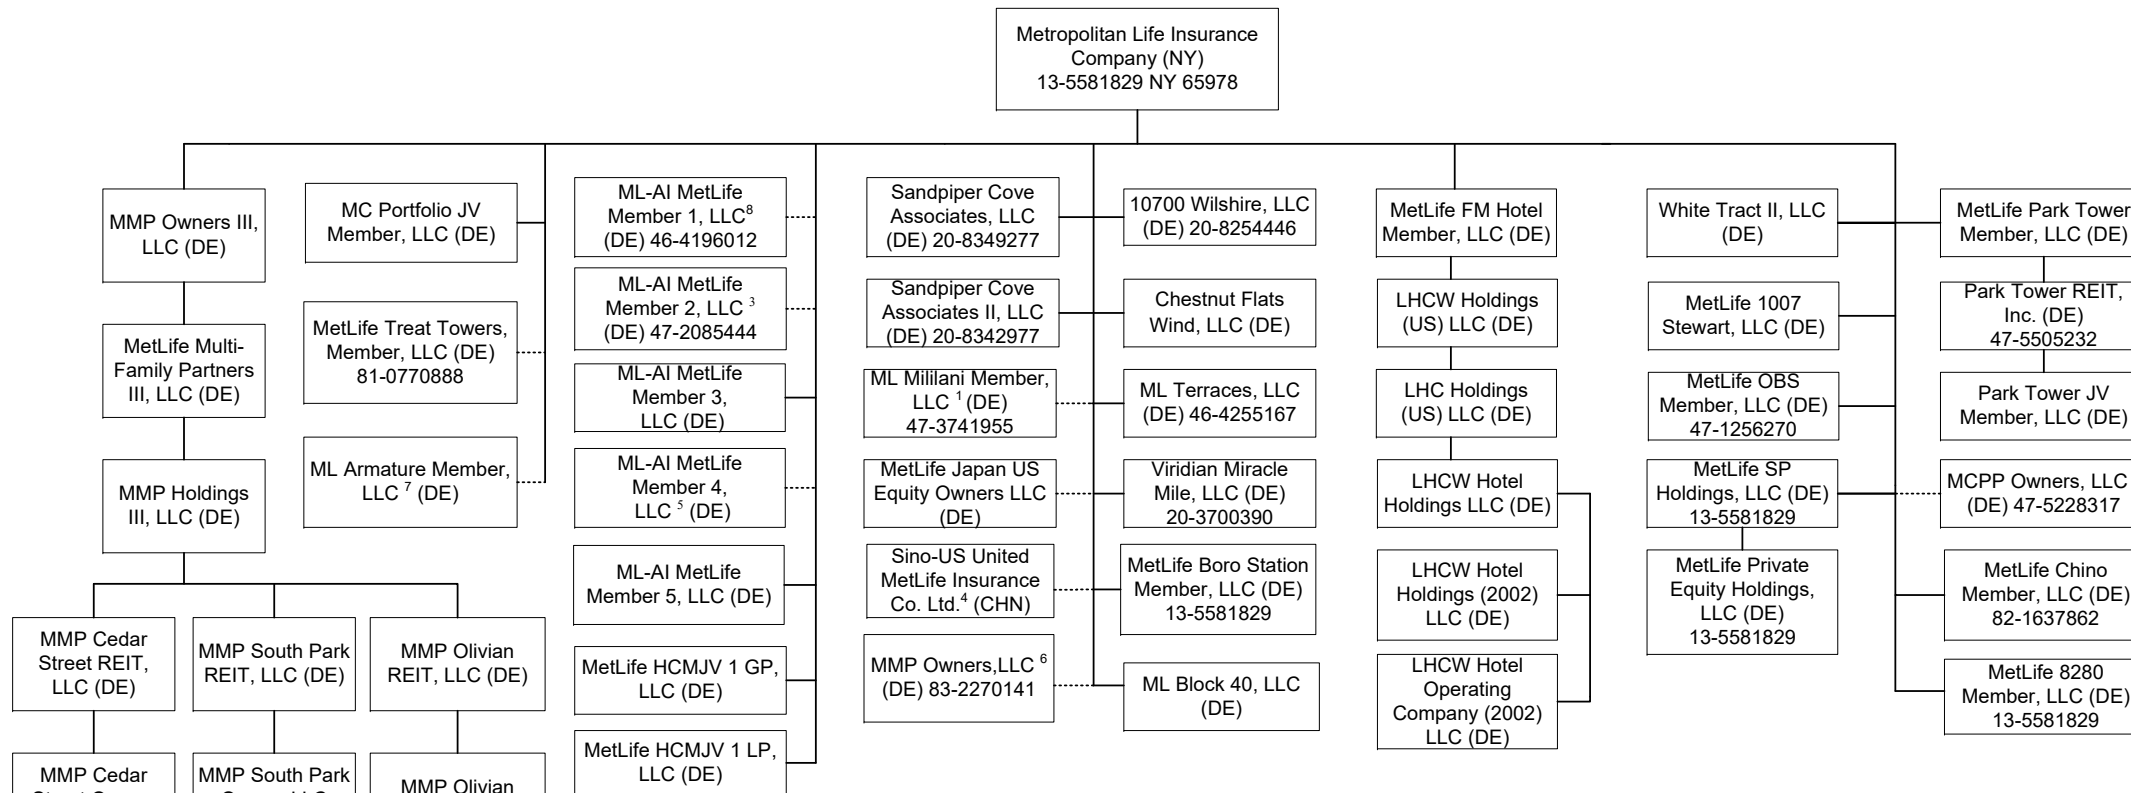 Metropolitan Life Insurance
Company (NY)
13-5581829 NY 65978
MMP Owners III,
LLC (DE)
MetLife Multi-
Family Partners
III, LLC (DE)
MMP Holdings
III, LLC (DE)
MMP Cedar
Street REIT,
LLC (DE)
MMP South Park
REIT, LLC (DE)
MMP Olivian
REIT, LLC (DE)
MMP Cedar
MMP South Park
MMP Olivian
MC Portfolio JV
Member, LLC (DE)
MetLife Treat Towers,
Member, LLC (DE)
81-0770888
ML Armature Member,
LLC 7 (DE)
ML-AI MetLife
Member 1, LLC8
(DE) 46-4196012
ML-AI MetLife
Member 2, LLC 3
(DE) 47-2085444
ML-AI MetLife
Member 3,
LLC (DE)
ML-AI MetLife
Member 4,
LLC 5 (DE)
ML-AI MetLife
Member 5, LLC (DE)
MetLife HCMJV 1 GP,
LLC (DE)
MetLife HCMJV 1 LP,
LLC (DE)
Sandpiper Cove
Associates, LLC
(DE) 20-8349277
Sandpiper Cove
Associates II, LLC
(DE) 20-8342977
ML Mililani Member,
LLC 1 (DE)
47-3741955
MetLife Japan US
Equity Owners LLC
(DE)
Sino-US United
MetLife Insurance
Co. Ltd.4 (CHN)
MMP Owners,LLC 6
(DE) 83-2270141
10700 Wilshire, LLC
(DE) 20-8254446
Chestnut Flats
Wind, LLC (DE)
ML Terraces, LLC
(DE) 46-4255167
Viridian Miracle
Mile, LLC (DE)
20-3700390
MetLife Boro Station
Member, LLC (DE)
13-5581829
ML Block 40, LLC
(DE)
MetLife FM Hotel
Member, LLC (DE)
LHCW Holdings
(US) LLC (DE)
LHC Holdings
(US) LLC (DE)
LHCW Hotel
Holdings LLC (DE)
LHCW Hotel
Holdings (2002)
LLC (DE)
LHCW Hotel
Operating
Company (2002)
LLC (DE)
White Tract II, LLC
(DE)
MetLife 1007
Stewart, LLC (DE)
MetLife OBS
Member, LLC (DE)
47-1256270
MetLife SP
Holdings, LLC (DE)
13-5581829
MetLife Private
Equity Holdings,
LLC (DE)
13-5581829
MetLife Park Tower
Member, LLC (DE)
Park Tower REIT,
Inc. (DE)
47-5505232
Park Tower JV
Member, LLC (DE)
MCPP Owners, LLC
(DE) 47-5228317
MetLife Chino
Member, LLC (DE)
82-1637862
MetLife 8280
Member, LLC (DE)
13-5581829